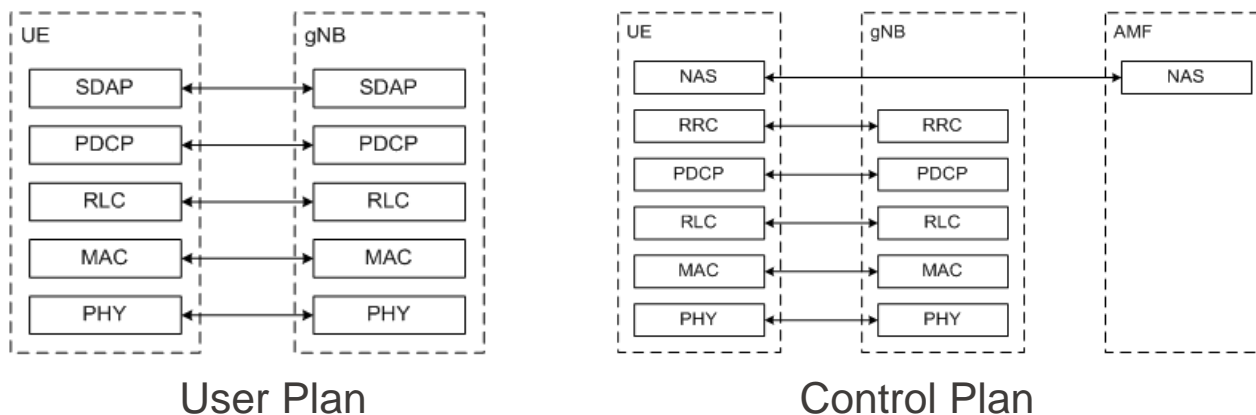 UE gNB
SDAP SDAP
PDCP PDCP
RLC RLC
MAC MAC
PHY PHY
User Plan
UE gNB AMF
NAS NAS
RRC RRC
PDCP PDCP
RLC RLC
MAC MAC
PHY PHY
Control Plan